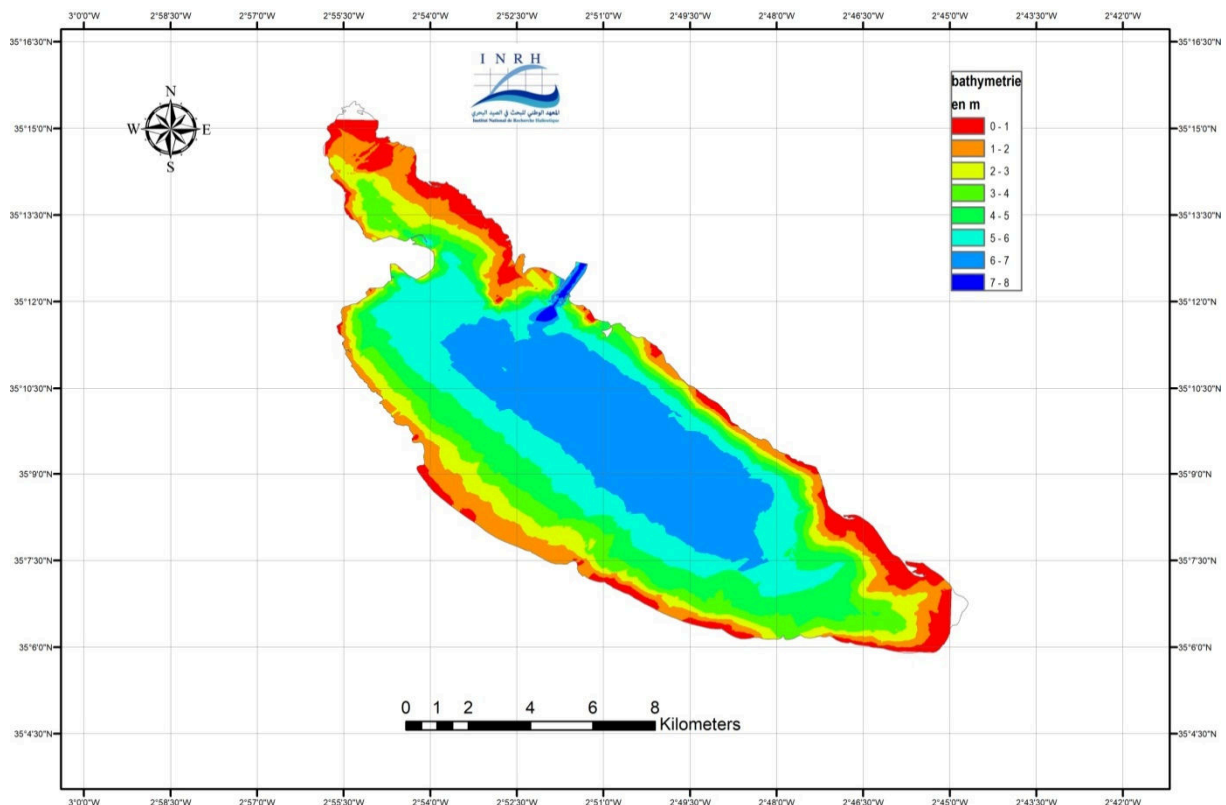 3°0'0"W 2°58'30"W 2°57'0"W 2°55'30"W 2°54'0"W 2°52'30"W 2°51'0"W 2°49'30"W 2°48'0"W 2°46'30"W 2°45'0"W 2°43'30"W 2°42'0"W
35°16'30"N 35°16'30"N
INRH
المعهد الوطني للبحث في الصيد البحري
Institut National de Recherche Halieutique
bathymetrie
en m
0 - 1
1 - 2
2 - 3
3 - 4
4 - 5
5 - 6
6 - 7
7 - 8
N
W E
S
35°15'0"N 35°15'0"N
35°13'30"N 35°13'30"N
35°12'0"N 35°12'0"N
35°10'30"N 35°10'30"N
35°9'0"N 35°9'0"N
35°7'30"N 35°7'30"N
35°6'0"N 35°6'0"N
0 1 2 4 6 8
Kilometers
35°4'30"N 35°4'30"N
3°0'0"W 2°58'30"W 2°57'0"W 2°55'30"W 2°54'0"W 2°52'30"W 2°51'0"W 2°49'30"W 2°48'0"W 2°46'30"W 2°45'0"W 2°43'30"W 2°42'0"W